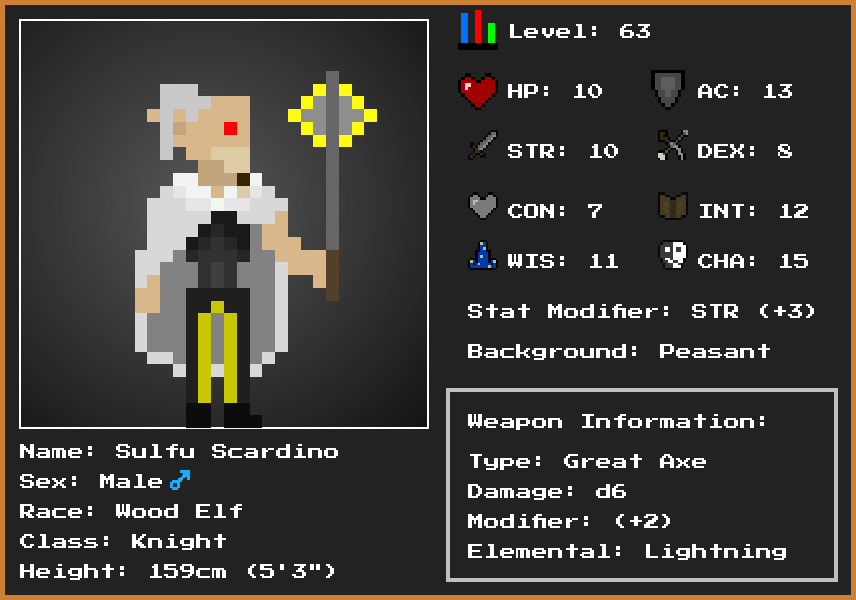 Level: 63
HP: 10
AC: 13
STR: 10
DEX: 8
CON: 7
INT: 12
WIS: 11
CHA: 15
Stat Modifier: STR (+3)
Background: Peasant
Weapon Information:
Type: Great Axe
Damage: d6
Modifier: (+2)
Elemental: Lightning
Name: Sulfu Scardino
Sex: Male♂
Race: Wood Elf
Class: Knight
Height: 159cm (5'3")